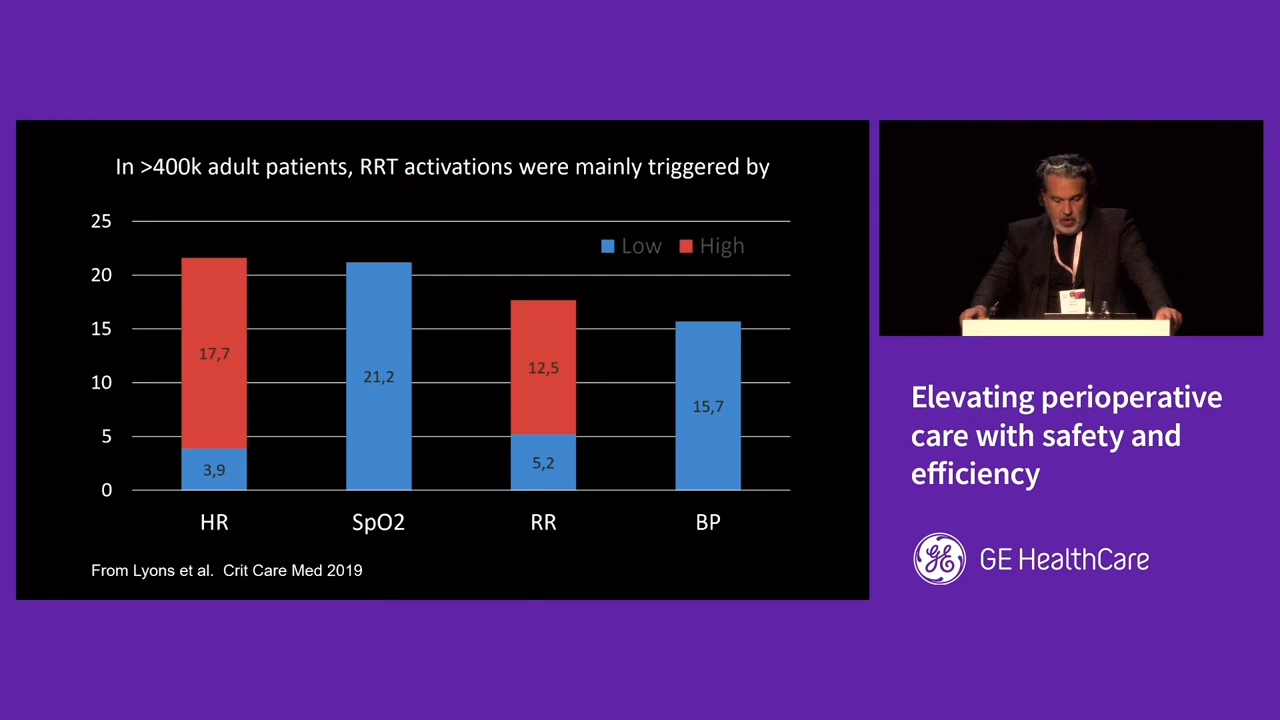 In >400k adult patients, RRT activations were mainly triggered by
25
20
15
10
5
0
Low High
17,7
3,9
21,2
12,5
5,2
15,7
HR SpO2 RR BP
From Lyons et al. Crit Care Med 2019
Elevating perioperative
care with safety and
efficiency
GE HealthCare